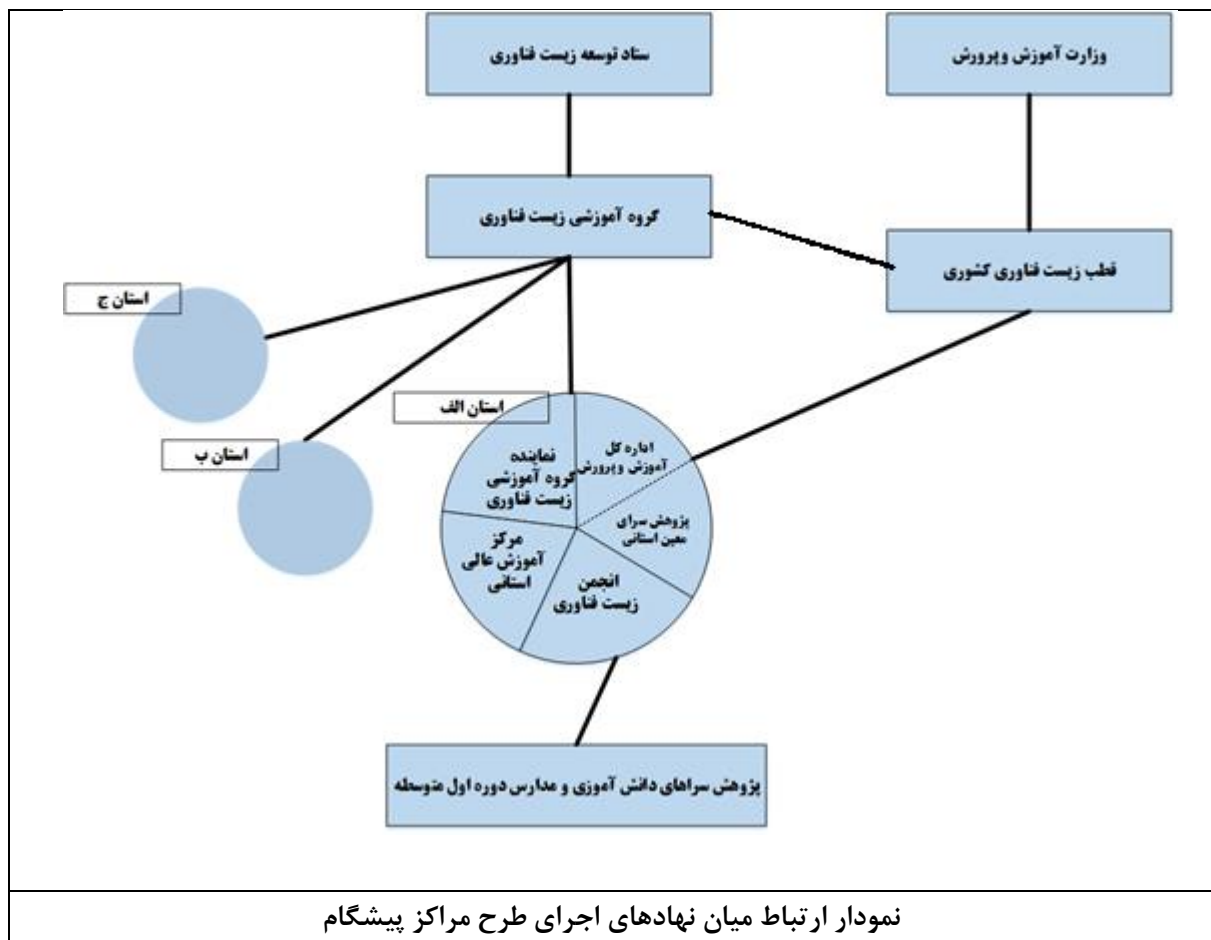 وزارت آموزش وپرورش
ستاد توسعه زیست فناوری
گروه آموزشی زیست فناوری
قطب زیست فناوری کشوری
استان ج
استان ب
استان الف
اداره کل
آموزش وپرورش
نماینده
گروه آموزشی
زیست فناوری
پژوهش سرای
معین استانی
مرکز
آموزش عالی
استانی
انجمن
زیست فناوری
پژوهش سراهای دانش آموزی و مدارس دوره اول متوسطه
نمودار ارتباط میان نهادهای اجرای طرح مراکز پیشگام